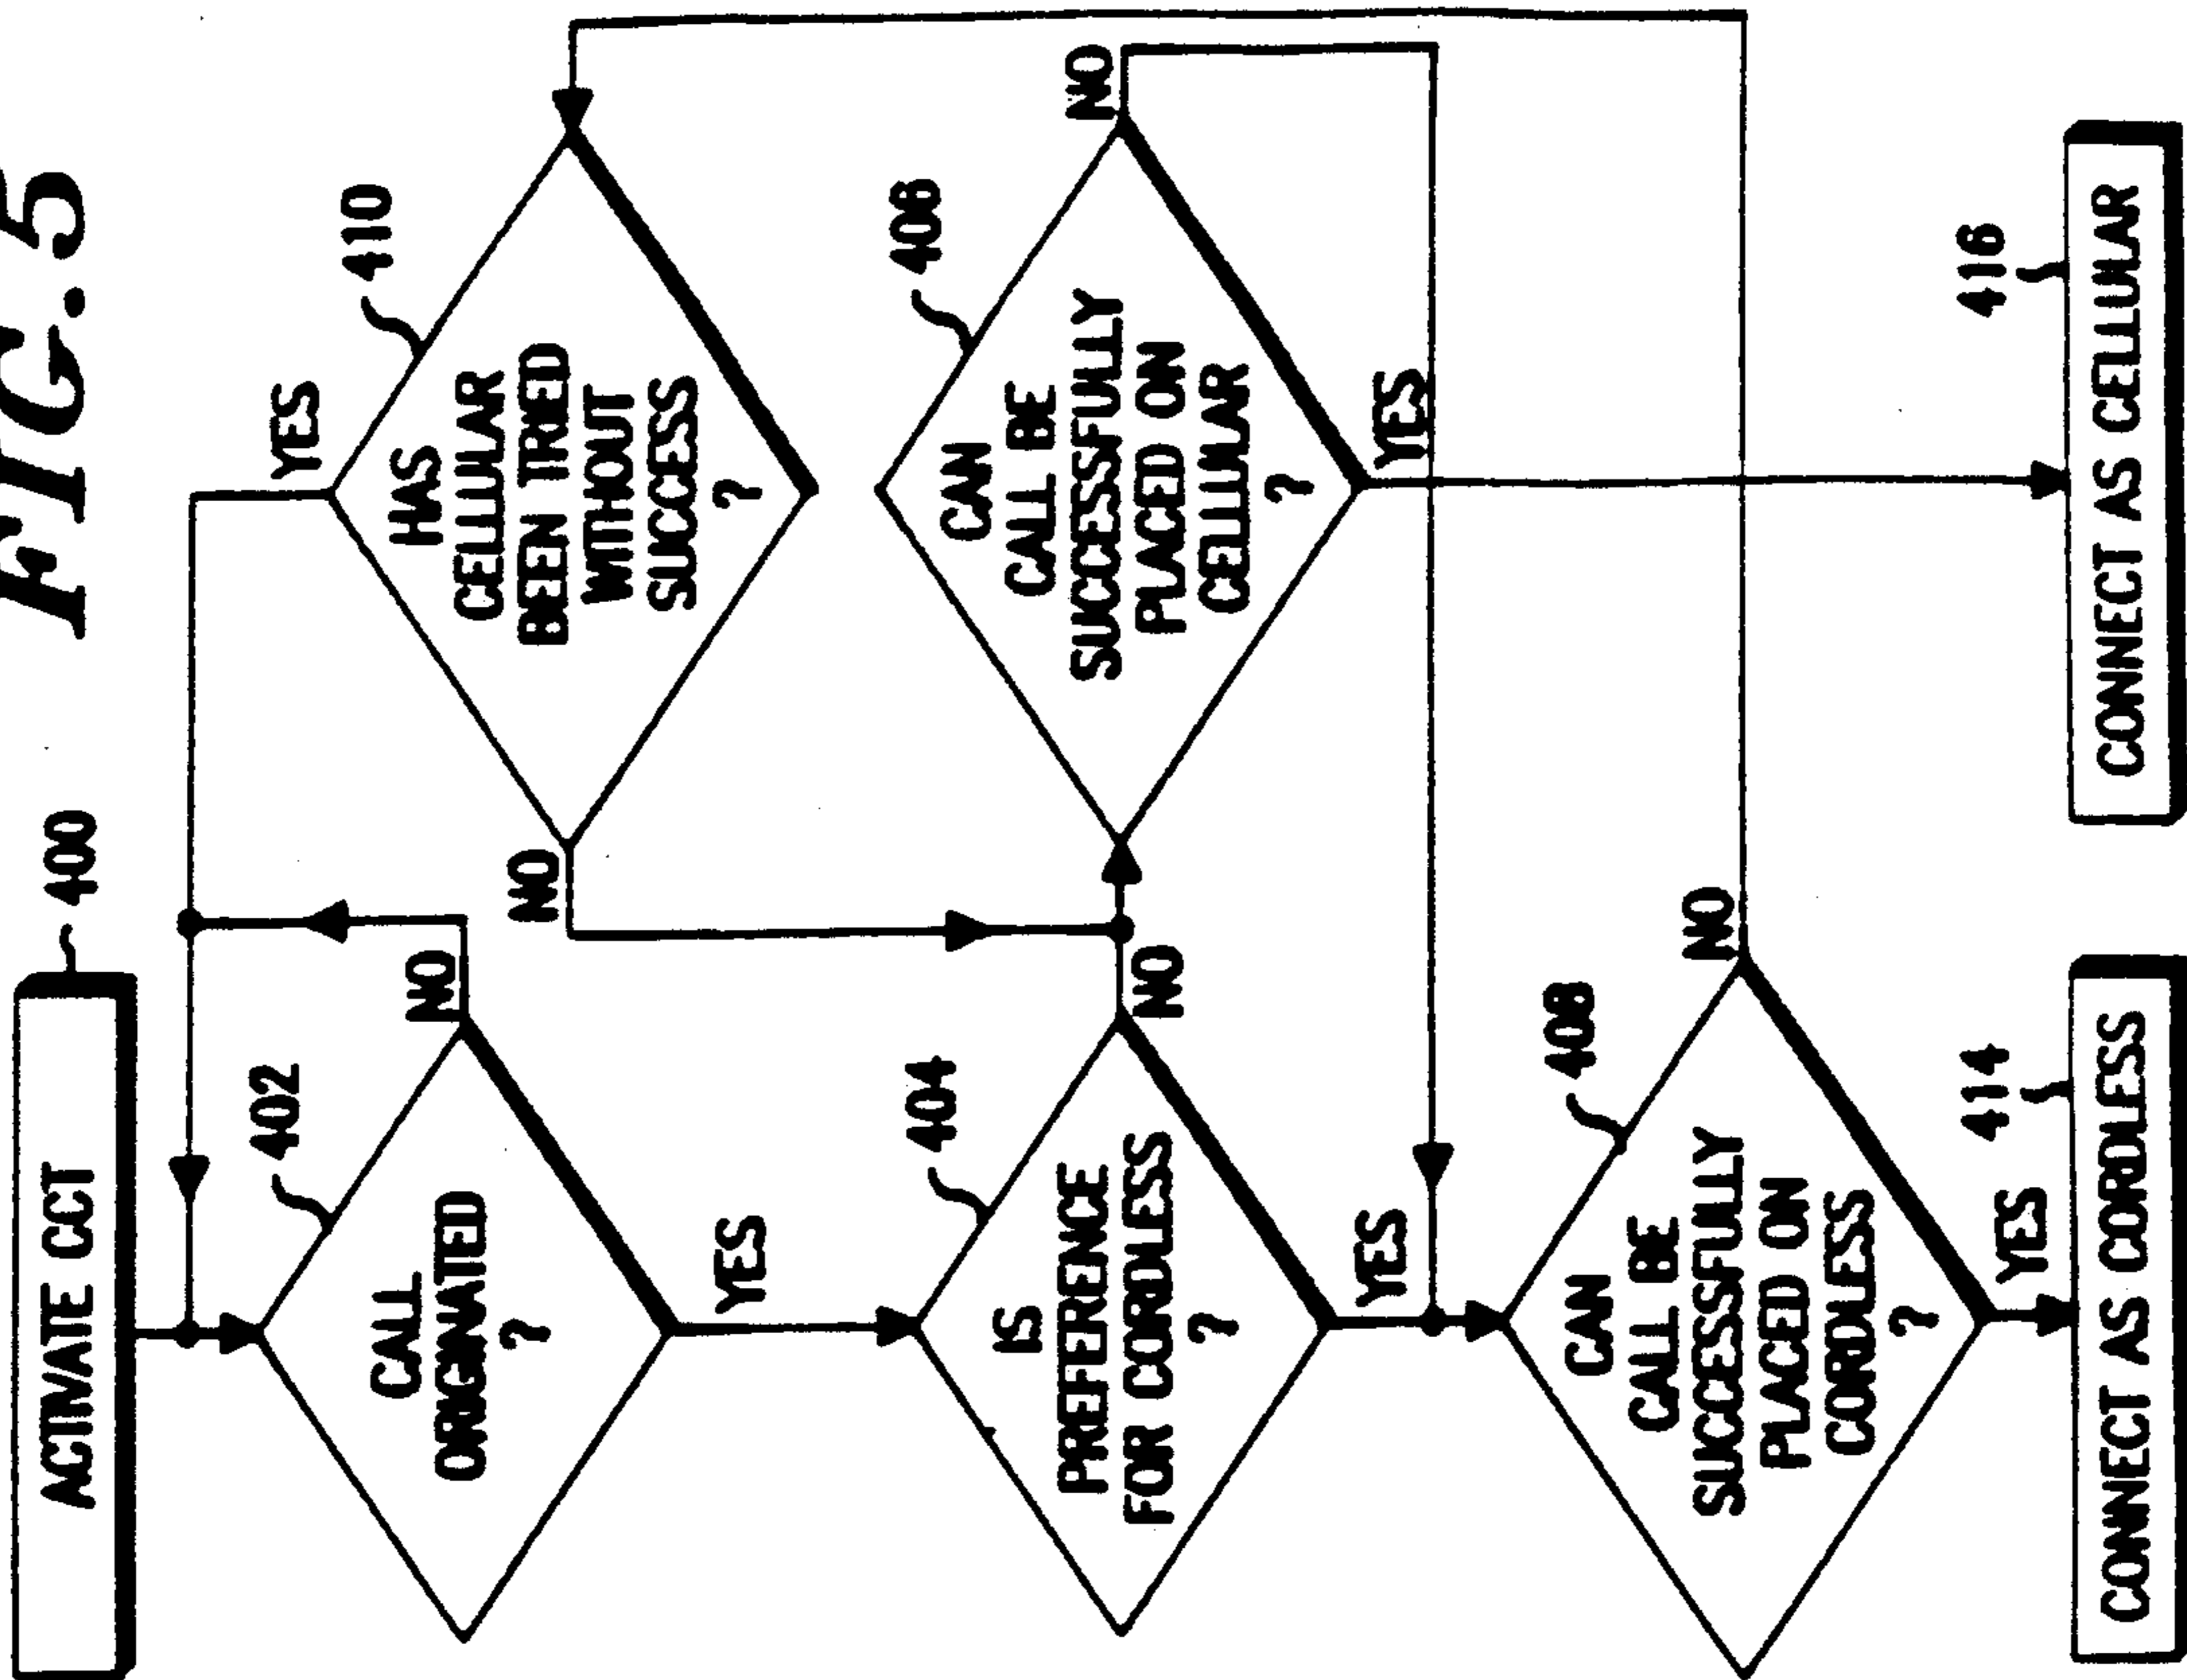 FIG. 5
ACTIVATE CCT
400
402
CALL
ORIGINATED
?
NO
YES
404
IS
PREFERENCE
FOR CORDLESS
?
NO
YES
408
CAN
CALL BE
SUCCESSFULLY
PLACED ON
CORDLESS
?
NO
YES
414
CONNECT AS CORDLESS
YES
410
HAS
CELLULAR
BEEN TRIED
WITHOUT
SUCCESS
?
NO
408
CAN
CALL BE
SUCCESSFULLY
PLACED ON
CELLULAR
?
NO
YES
416
CONNECT AS CELLULAR